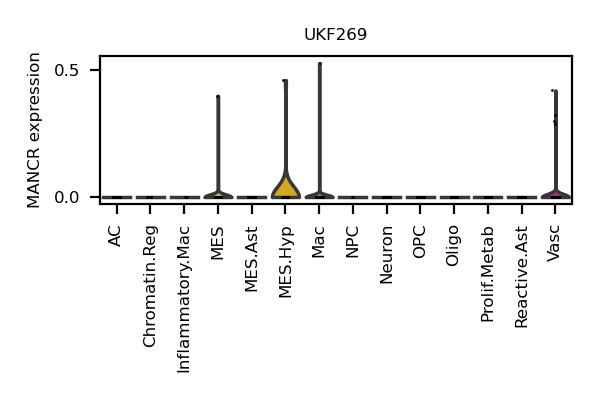 UKF269
MANCR expression
0.5
0.0
AC
Chromatin.Reg
Inflammatory.Mac
MES
MES.Ast
MES.Hyp
Mac
NPC
Neuron
OPC
Oligo
Prolif.Metab
Reactive.Ast
Vasc